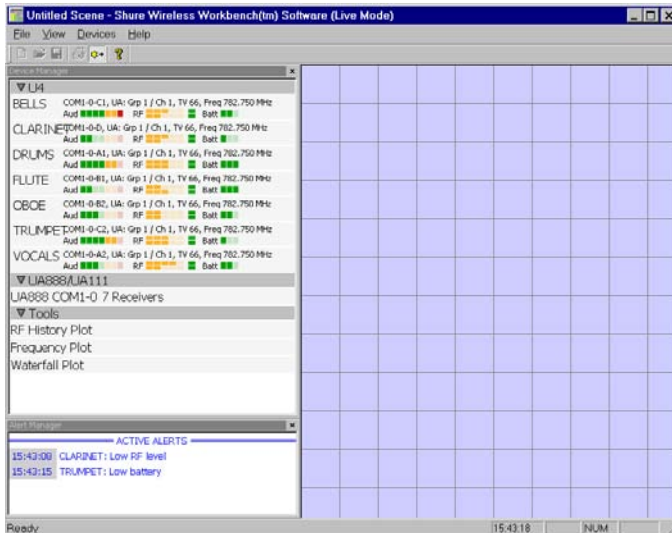 Untitled Scene - Shure Wireless Workbench(tm) Software (Live Mode)
File View Devices Help
Device Manager
U4
BELLS COM1-0-C1, UA: Grp 1 / Ch 1, TV 66, Freq 782.750 MHz
Aud RF Batt
CLARINET COM1-0-D, UA: Grp 1 / Ch 1, TV 66, Freq 782.750 MHz
Aud RF Batt
DRUMS COM1-0-A1, UA: Grp 1 / Ch 1, TV 66, Freq 782.750 MHz
Aud RF Batt
FLUTE COM1-0-B1, UA: Grp 1 / Ch 1, TV 66, Freq 782.750 MHz
Aud RF Batt
OBOE COM1-0-B2, UA: Grp 1 / Ch 1, TV 66, Freq 782.750 MHz
Aud RF Batt
TRUMPET COM1-0-C2, UA: Grp 1 / Ch 1, TV 66, Freq 782.750 MHz
Aud RF Batt
VOCALS COM1-0-A2, UA: Grp 1 / Ch 1, TV 66, Freq 782.750 MHz
Aud RF Batt
UA888/UA111
UA888 COM1-0 7 Receivers
Tools
RF History Plot
Frequency Plot
Waterfall Plot
Alert Manager
ACTIVE ALERTS
15:43:08 CLARINET: Low RF level
15:43:15 TRUMPET: Low battery
Ready 15:43:18 NUM